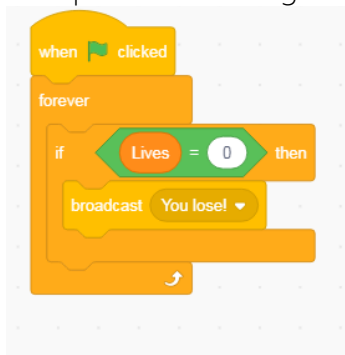 when clicked
forever
if Lives = 0 then
broadcast You lose!